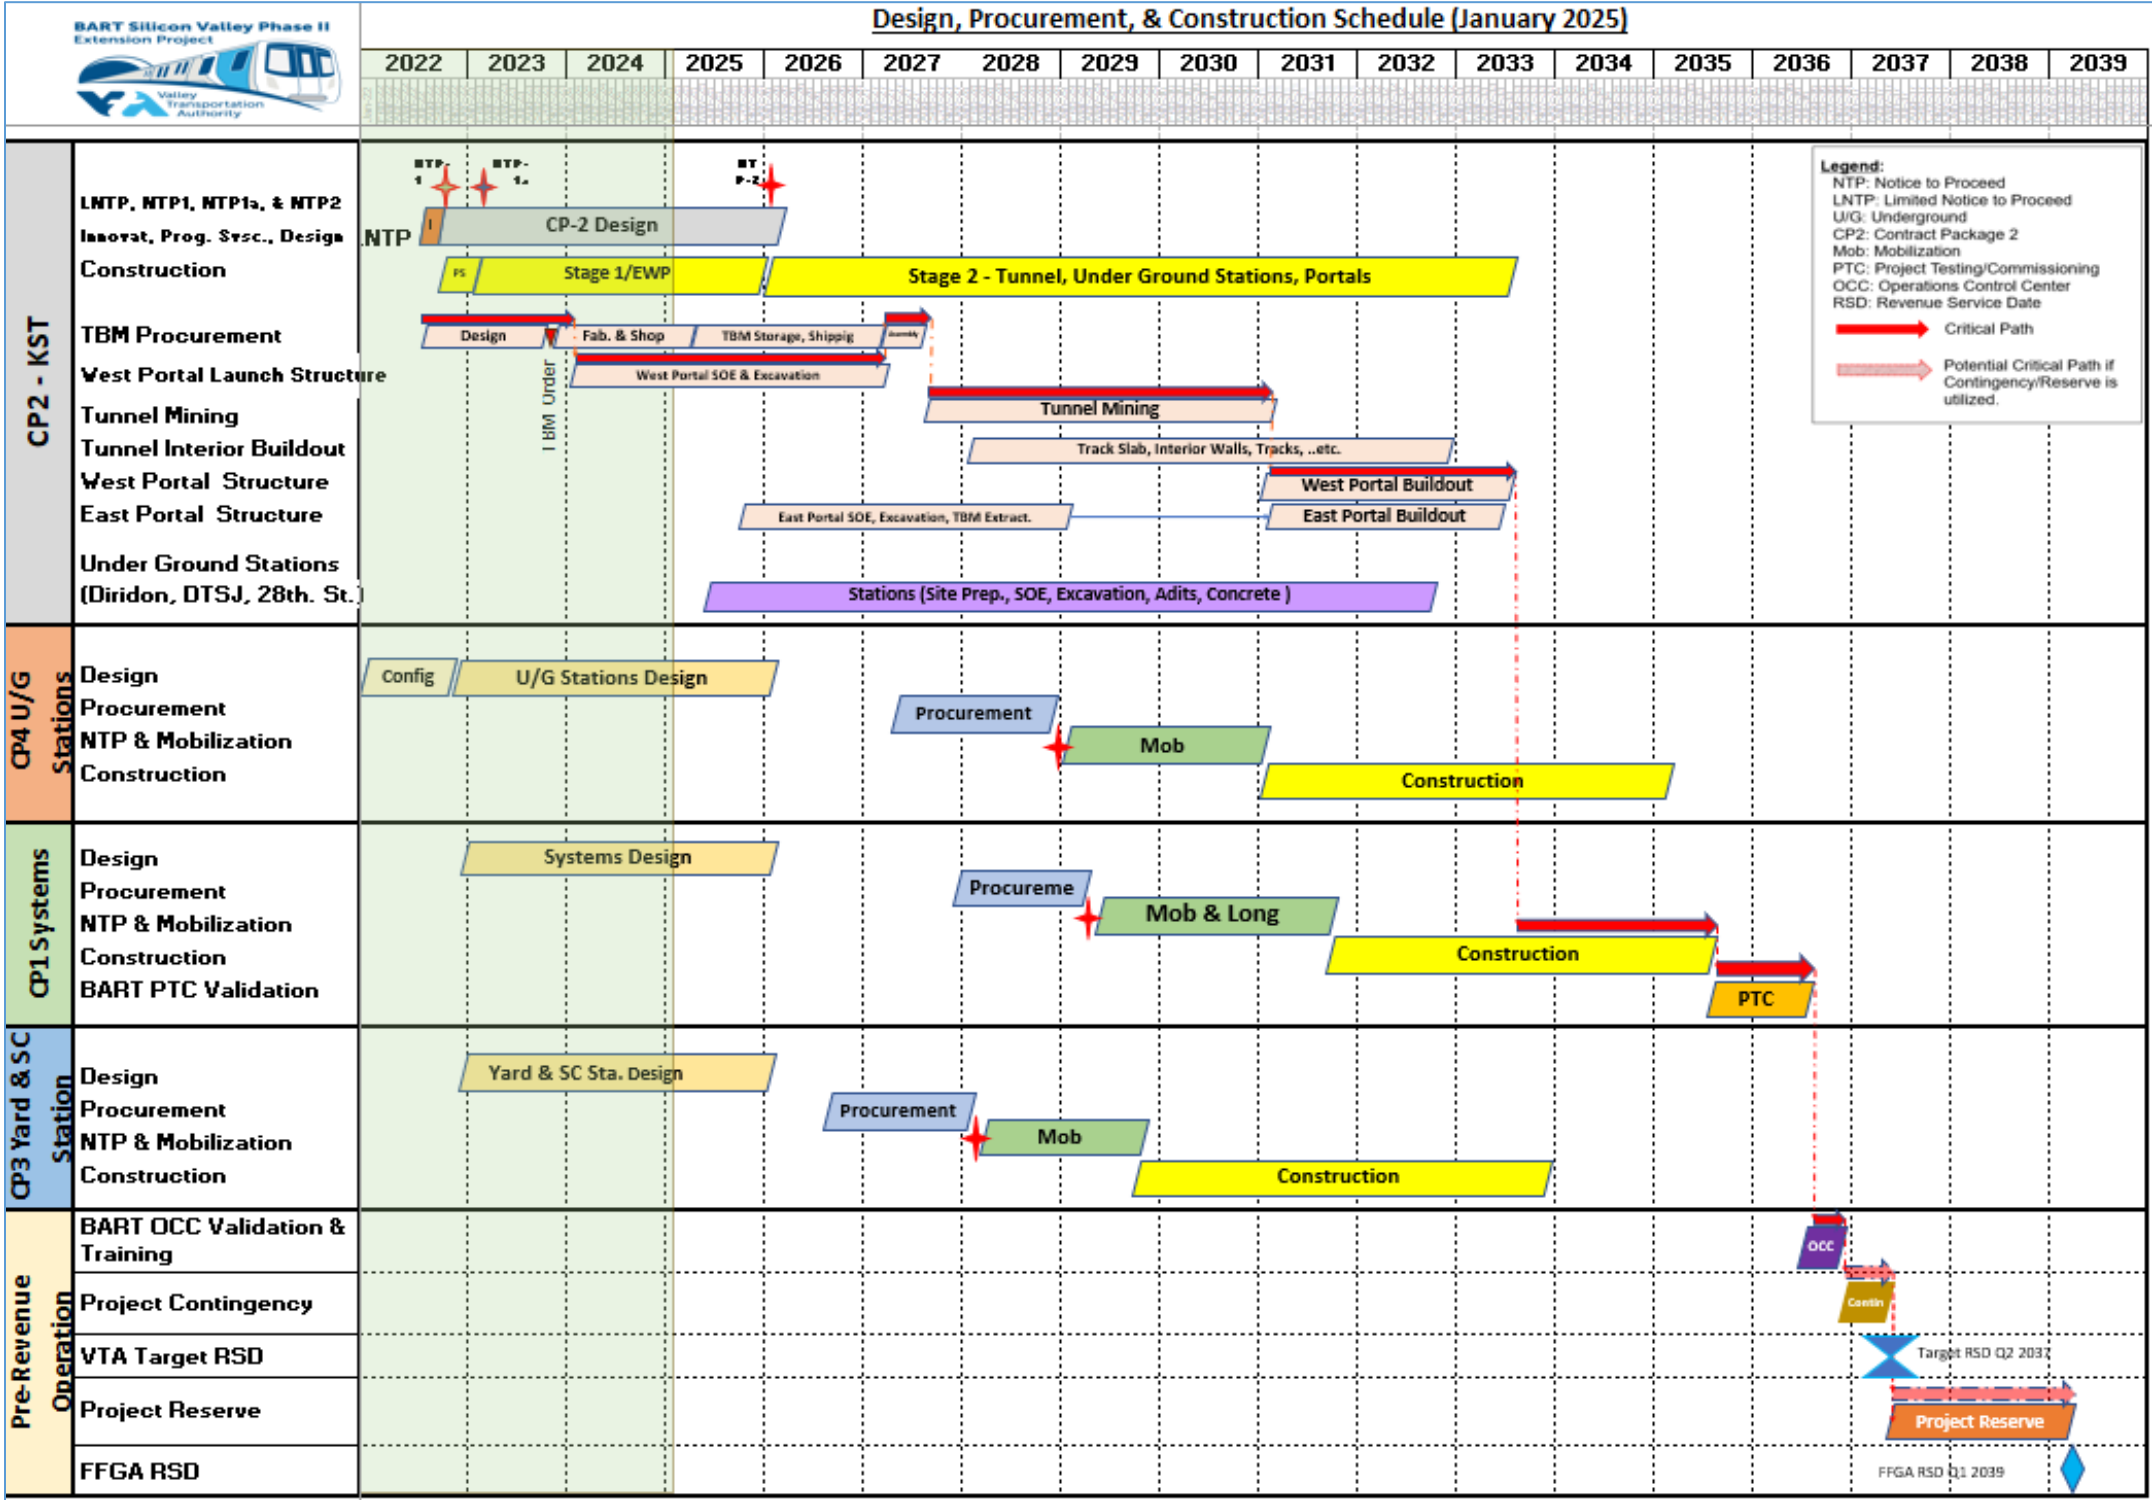 BART Silicon Valley Phase II
Extension Project
Valley
Transportation
Authority
Design, Procurement, & Construction Schedule (January 2025)
2022 2023 2024 2025 2026 2027 2028 2029 2030 2031 2032 2033 2034 2035 2036 2037 2038 2039
CP2 - KST
NTP-
1
NTP-
1a
NT
P-2
LNTP, NTP1, NTP1a, & NTP2
Innovat, Prog. Svsc., Design
LNTP
I
CP-2 Design
Construction
PS
Stage 1/EWP
Stage 2 - Tunnel, Under Ground Stations, Portals
TBM Procurement
Design
Fab. & Shop
TBM Storage, Shippig
Assembly
TBM Order
West Portal Launch Structure
West Portal SOE & Excavation
Tunnel Mining
Tunnel Mining
Tunnel Interior Buildout
Track Slab, Interior Walls, Tracks, ..etc.
West Portal Structure
West Portal Buildout
East Portal Structure
East Portal SOE, Excavation, TBM Extract.
East Portal Buildout
Under Ground Stations
(Diridon, DTSJ, 28th. St.)
Stations (Site Prep., SOE, Excavation, Adits, Concrete )
Legend:
NTP: Notice to Proceed
LNTP: Limited Notice to Proceed
U/G: Underground
CP2: Contract Package 2
Mob: Mobilization
PTC: Project Testing/Commissioning
OCC: Operations Control Center
RSD: Revenue Service Date
Critical Path
Potential Critical Path if
Contingency/Reserve is
utilized.
CP4 U/G
Stations
Design
Config
U/G Stations Design
Procurement
Procurement
NTP & Mobilization
Mob
Construction
Construction
CP1 Systems
Design
Systems Design
Procurement
Procureme
NTP & Mobilization
Mob & Long
Construction
Construction
BART PTC Validation
PTC
CP3 Yard & SC
Station
Design
Yard & SC Sta. Design
Procurement
Procurement
NTP & Mobilization
Mob
Construction
Construction
Pre-Revenue
Operation
BART OCC Validation &
Training
OCC
Project Contingency
Contin
VTA Target RSD
Target RSD Q2 2037
Project Reserve
Project Reserve
FFGA RSD
FFGA RSD Q1 2039